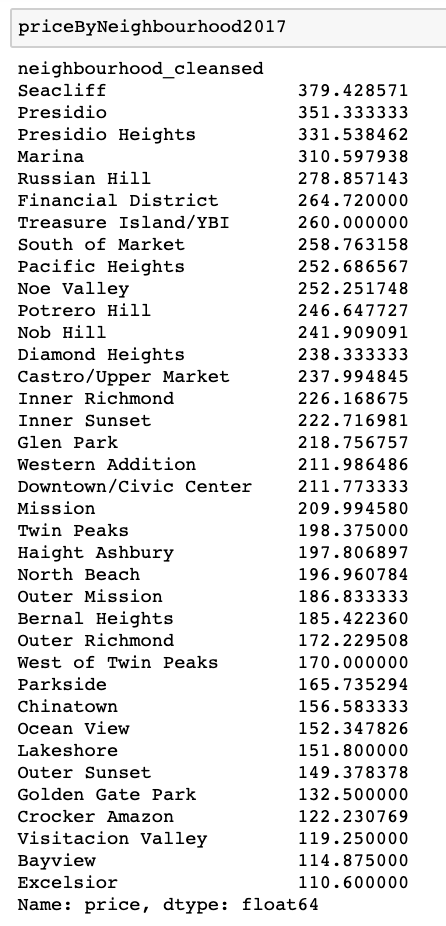 priceByNeighbourhood2017
neighbourhood_cleansed
Seacliff 379.428571
Presidio 351.333333
Presidio Heights 331.538462
Marina 310.597938
Russian Hill 278.857143
Financial District 264.720000
Treasure Island/YBI 260.000000
South of Market 258.763158
Pacific Heights 252.686567
Noe Valley 252.251748
Potrero Hill 246.647727
Nob Hill 241.909091
Diamond Heights 238.333333
Castro/Upper Market 237.994845
Inner Richmond 226.168675
Inner Sunset 222.716981
Glen Park 218.756757
Western Addition 211.986486
Downtown/Civic Center 211.773333
Mission 209.994580
Twin Peaks 198.375000
Haight Ashbury 197.806897
North Beach 196.960784
Outer Mission 186.833333
Bernal Heights 185.422360
Outer Richmond 172.229508
West of Twin Peaks 170.000000
Parkside 165.735294
Chinatown 156.583333
Ocean View 152.347826
Lakeshore 151.800000
Outer Sunset 149.378378
Golden Gate Park 132.500000
Crocker Amazon 122.230769
Visitacion Valley 119.250000
Bayview 114.875000
Excelsior 110.600000
Name: price, dtype: float64